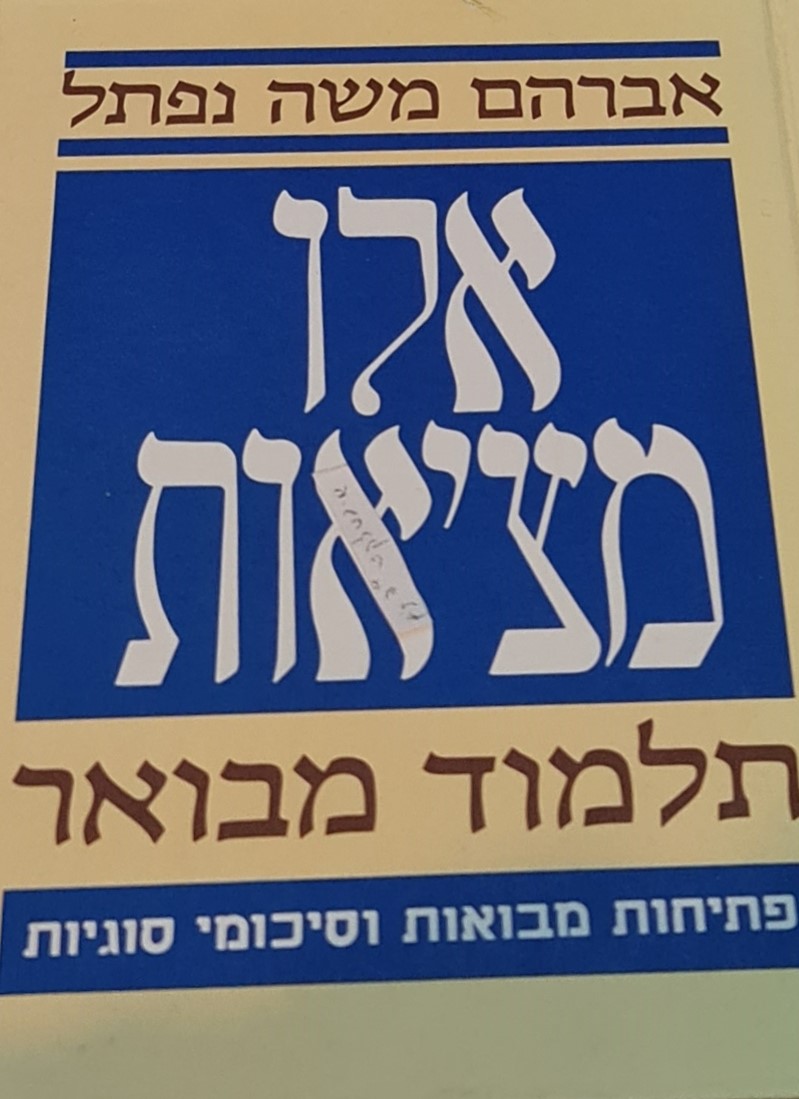 אברהם משה נפתל
אלו
מציאות
תלמוד מבואר
פתיחות מבואות וסיכומי סוגיות